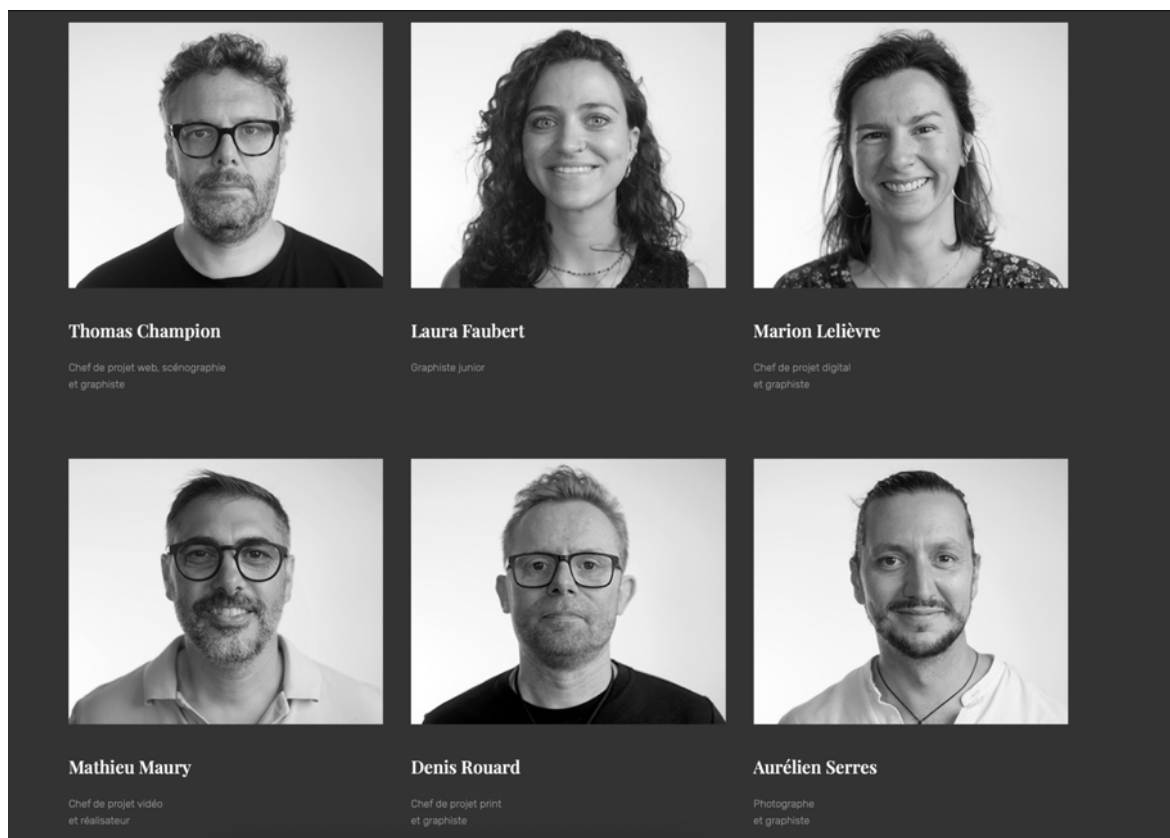 Thomas Champion
Chef de projet web, scénographie
et graphiste
Laura Faubert
Graphiste junior
Marion Lelièvre
Chef de projet digital
et graphiste
Mathieu Maury
Chef de projet vidéo
et réalisateur
Denis Rouard
Chef de projet print
et graphiste
Aurélien Serres
Photographe
et graphiste